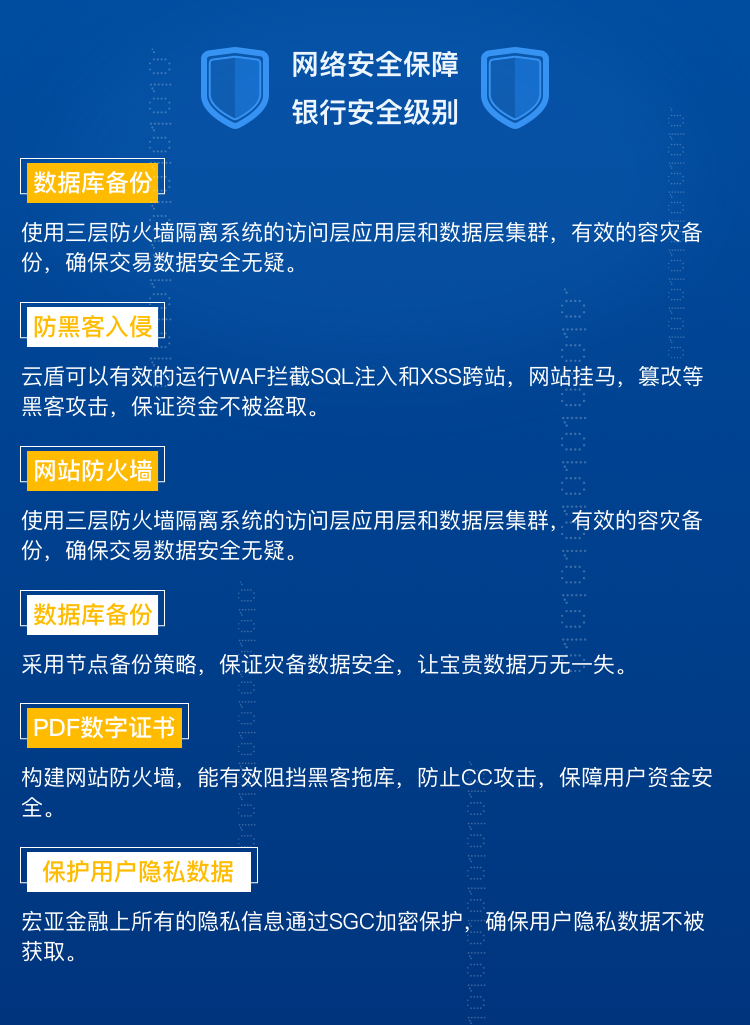 网络安全保障
银行安全级别
数据库备份
使用三层防火墙隔离系统的访问层应用层和数据层集群，有效的容灾备
份，确保交易数据安全无疑。
防黑客入侵
云盾可以有效的运行WAF拦截SQL注入和XSS跨站，网站挂马，篡改等
黑客攻击，保证资金不被盗取。
网站防火墙
使用三层防火墙隔离系统的访问层应用层和数据层集群，有效的容灾备
份，确保交易数据安全无疑。
数据库备份
采用节点备份策略，保证灾备数据安全，让宝贵数据万无一失。
PDF数字证书
构建网站防火墙，能有效阻挡黑客拖库，防止CC攻击，保障用户资金安
全。
保护用户隐私数据
宏亚金融上所有的隐私信息通过SGC加密保护，确保用户隐私数据不被
获取。